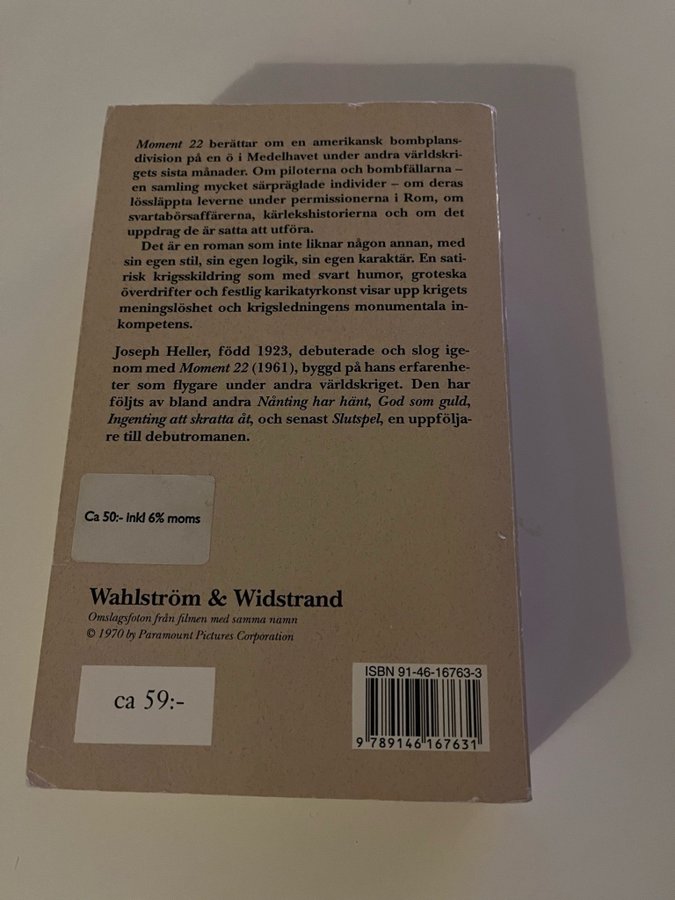 Moment 22 berättar om en amerikansk bombplans-
division på en ö i Medelhavet under andra världskri-
gets sista månader. Om piloterna och bombfällarna –
en samling mycket särpräglade individer – om deras
lössläppta leverne under permissionerna i Rom, om
svartabörsaffärerna, kärlekshistorierna och om det
uppdrag de är satta att utföra.
Det är en roman som inte liknar någon annan, med
sin egen stil, sin egen logik, sin egen karaktär. En sati-
risk krigsskildring som med svart humor, groteska
överdrifter och festlig karikatyrkonst visar upp krigets
meningslöshet och krigsledningens monumentala in-
kompetens.
Joseph Heller, född 1923, debuterade och slog ige-
nom med Moment 22 (1961), byggd på hans erfarenhe-
ter som flygare under andra världskriget. Den har
följts av bland andra Nånting har hänt, God som guld,
Ingenting att skratta åt, och senast Slutspel, en uppfölja-
re till debutromanen.
Ca 50:- inkl 6% moms
Wahlström & Widstrand
Omslagsfoton från filmen med samma namn
© 1970 by Paramount Pictures Corporation
ca 59:-
ISBN 91-46-16763-3
9 789146 167631